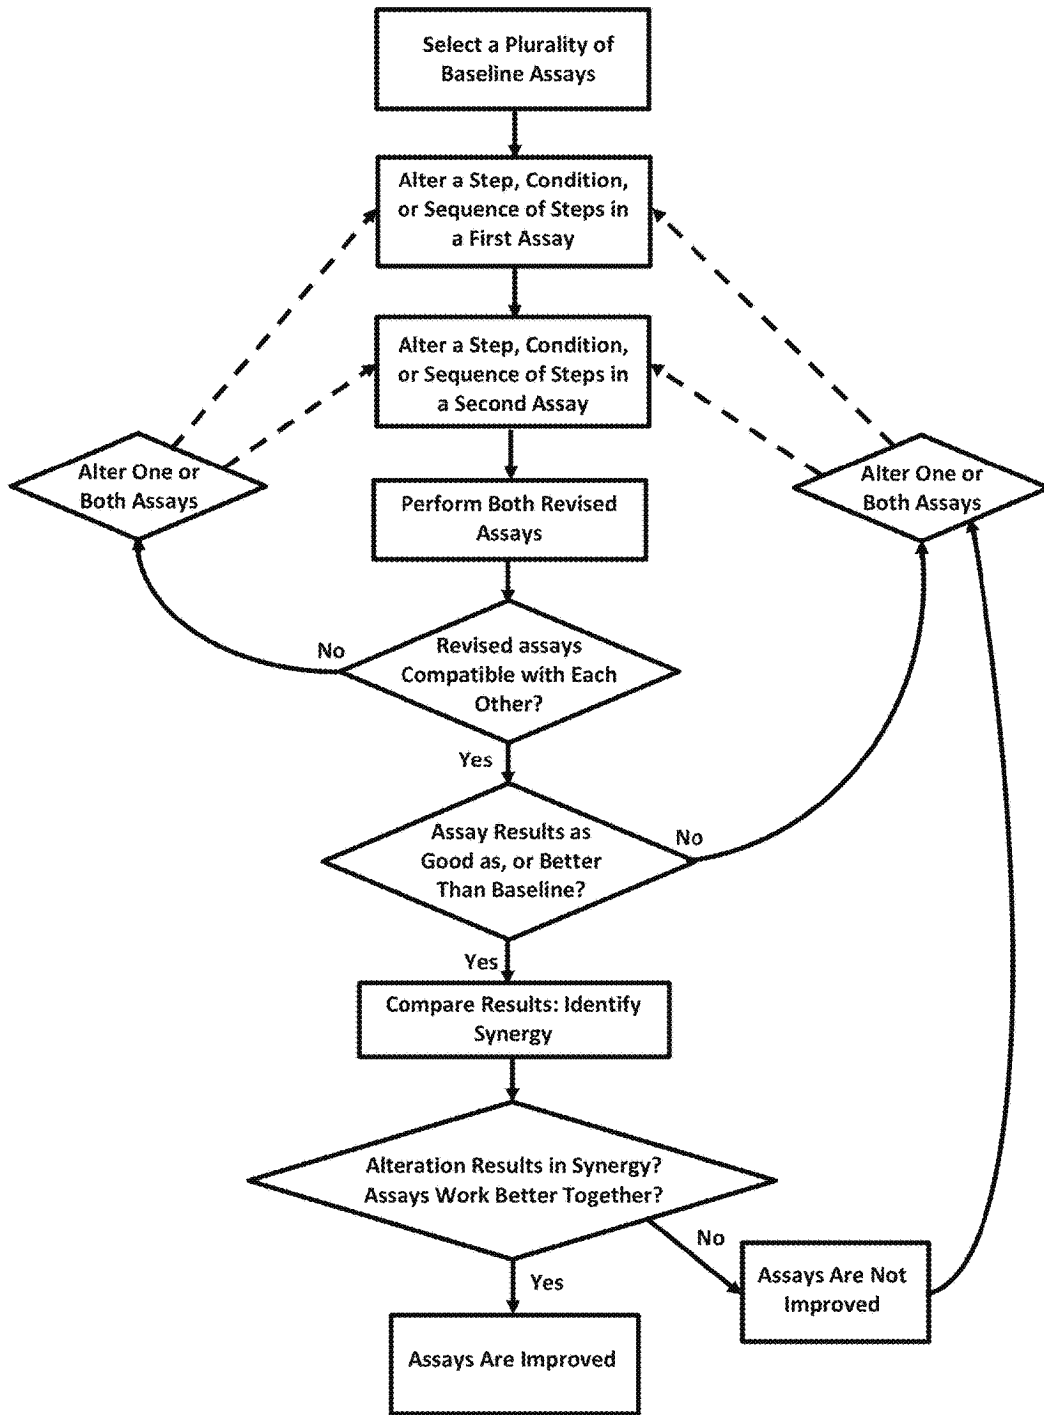 Select a Plurality of
Baseline Assays
Alter a Step, Condition,
or Sequence of Steps in
a First Assay
Alter a Step, Condition,
or Sequence of Steps in
a Second Assay
Alter One or
Both Assays
Alter One or
Both Assays
Perform Both Revised
Assays
No
Revised assays
Compatible with Each
Other?
Yes
Assay Results as
Good as, or Better
Than Baseline?
No
Yes
Compare Results: Identify
Synergy
Alteration Results in Synergy?
Assays Work Better Together?
No
Yes
Assays Are Not
Improved
Assays Are Improved